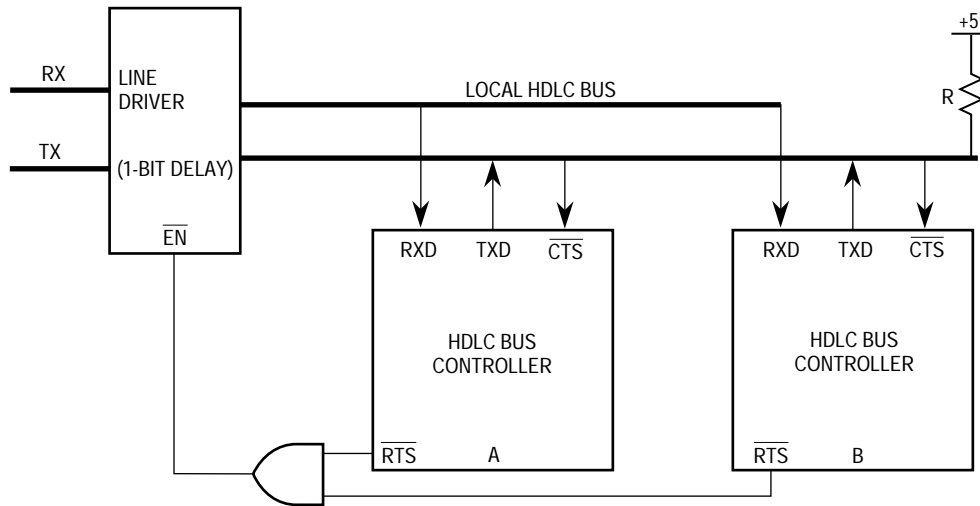 +5
RX
LINE
DRIVER
LOCAL HDLC BUS
R
TX
(1-BIT DELAY)
EN
RXD TXD CTS
RXD TXD CTS
HDLC BUS
CONTROLLER
HDLC BUS
CONTROLLER
RTS A
RTS B